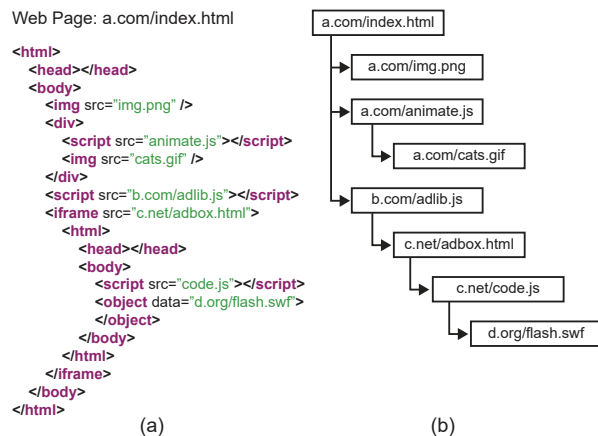 Web Page: a.com/index.html
<html>
<head></head>
<body>
<img src="img.png" />
<div>
<script src="animate.js"></script>
<img src="cats.gif" />
</div>
<script src="b.com/adlib.js"></script>
<iframe src="c.net/adbox.html">
<html>
<head></head>
<body>
<script src="code.js"></script>
<object data="d.org/flash.swf">
</object>
</body>
</html>
</iframe>
</body>
</html>
(a)
a.com/index.html
a.com/img.png
a.com/animate.js
a.com/cats.gif
b.com/adlib.js
c.net/adbox.html
c.net/code.js
d.org/flash.swf
(b)